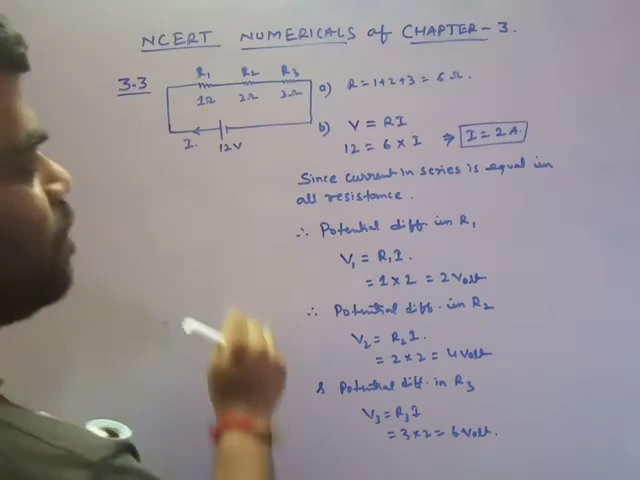 NCERT NUMERICALS of CHAPTER-3.
3.3
R₁ R₂ R₃
1Ω 2Ω 3Ω
I. 12V
a) R = 1+2+3 = 6 Ω.
b) V = RI
12 = 6 × I ⇒ I = 2A.
Since current in series is equal in
all resistance.
∴ Potential diff in R₁
V₁ = R₁I.
= 1 × 2 = 2 Volt
∴ Potential diff. in R₂
V₂ = R₂I.
= 2 × 2 = 4 Volt
& Potential diff. in R₃
V₃ = R₃I
= 3 × 2 = 6 Volt.